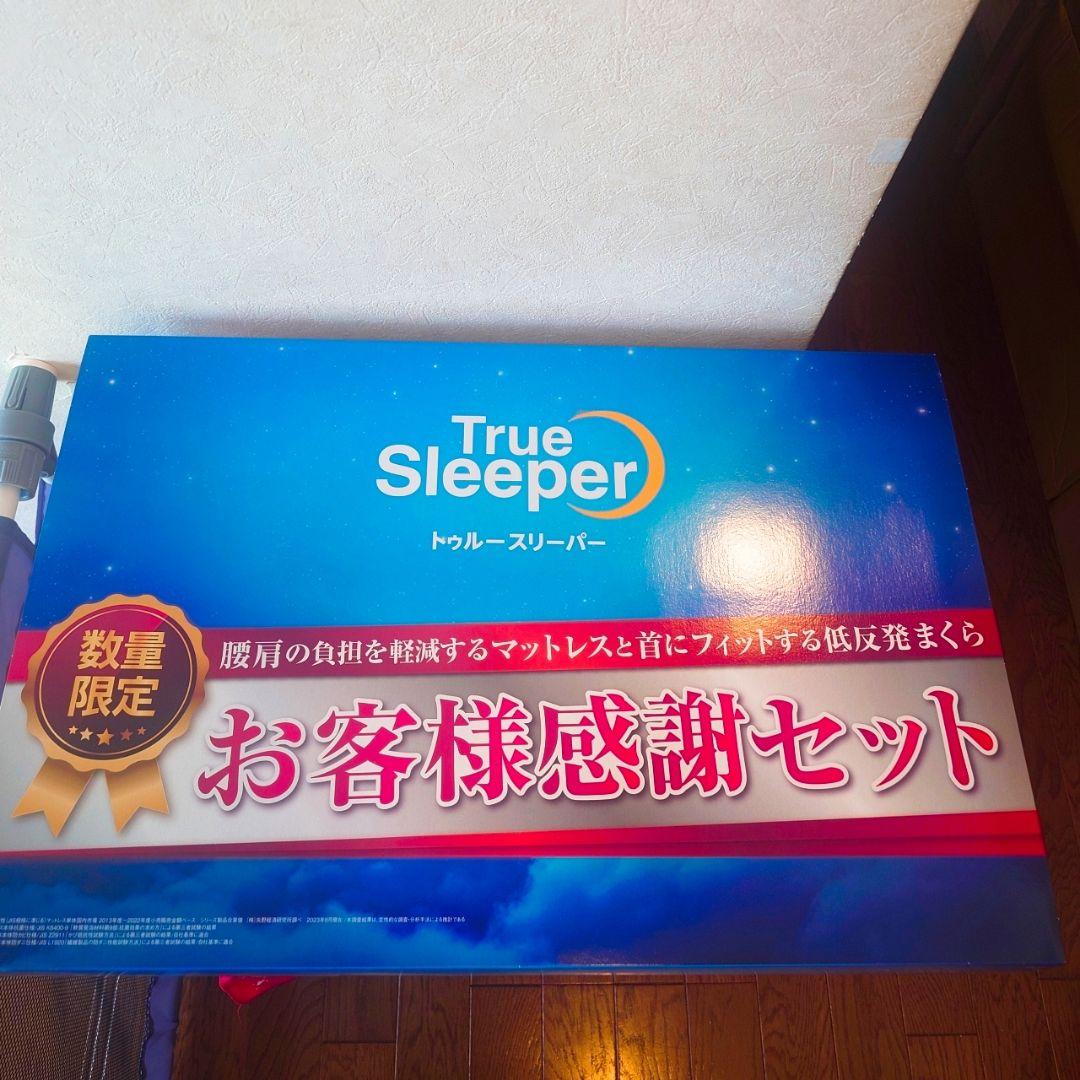 True
Sleeper
トゥルースリーパー
数量
限定
腰肩の負担を軽減するマットレスと首にフィットする低反発まくら
お客様感謝セット